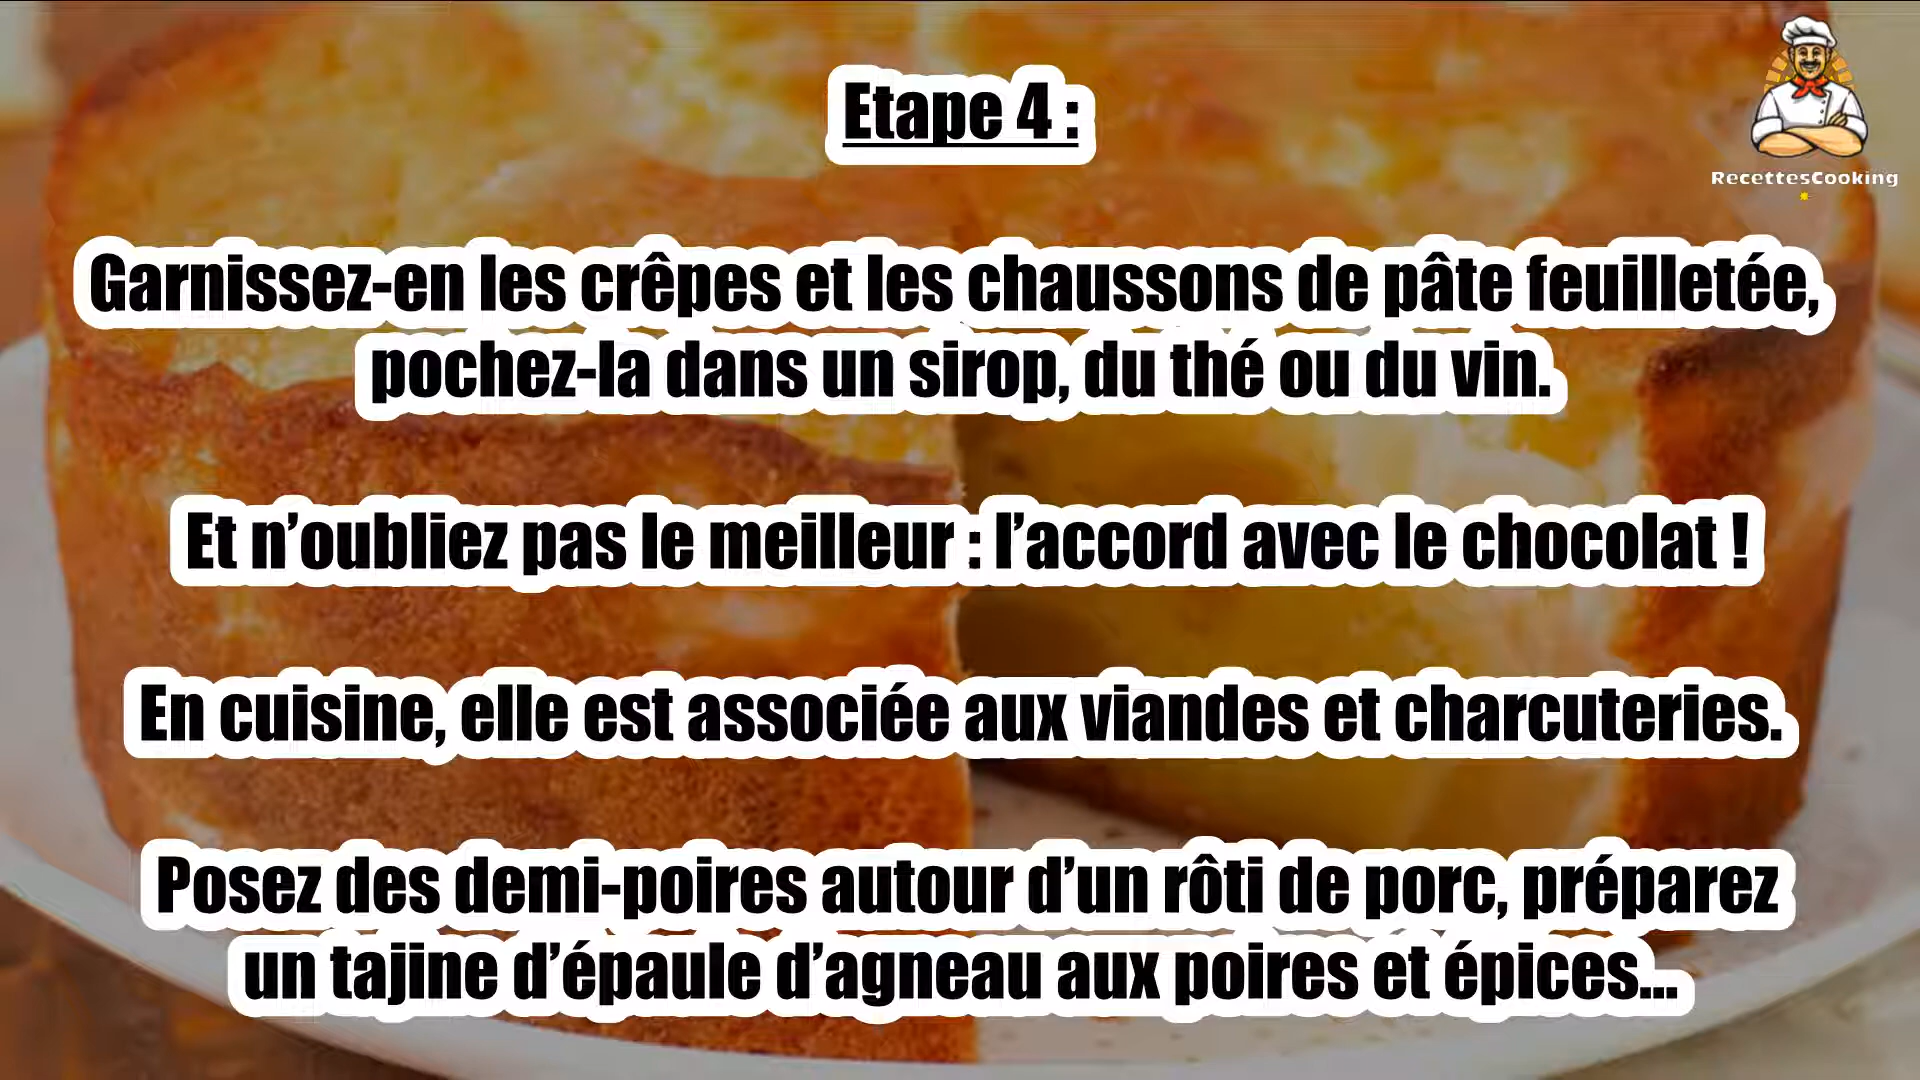 Etape 4 :
RecettesCooking
Garnissez-en les crêpes et les chaussons de pâte feuilletée,
pochez-la dans un sirop, du thé ou du vin.
Et n’oubliez pas le meilleur : l’accord avec le chocolat !
En cuisine, elle est associée aux viandes et charcuteries.
Posez des demi-poires autour d’un rôti de porc, préparez
un tajine d’épaule d’agneau aux poires et épices...